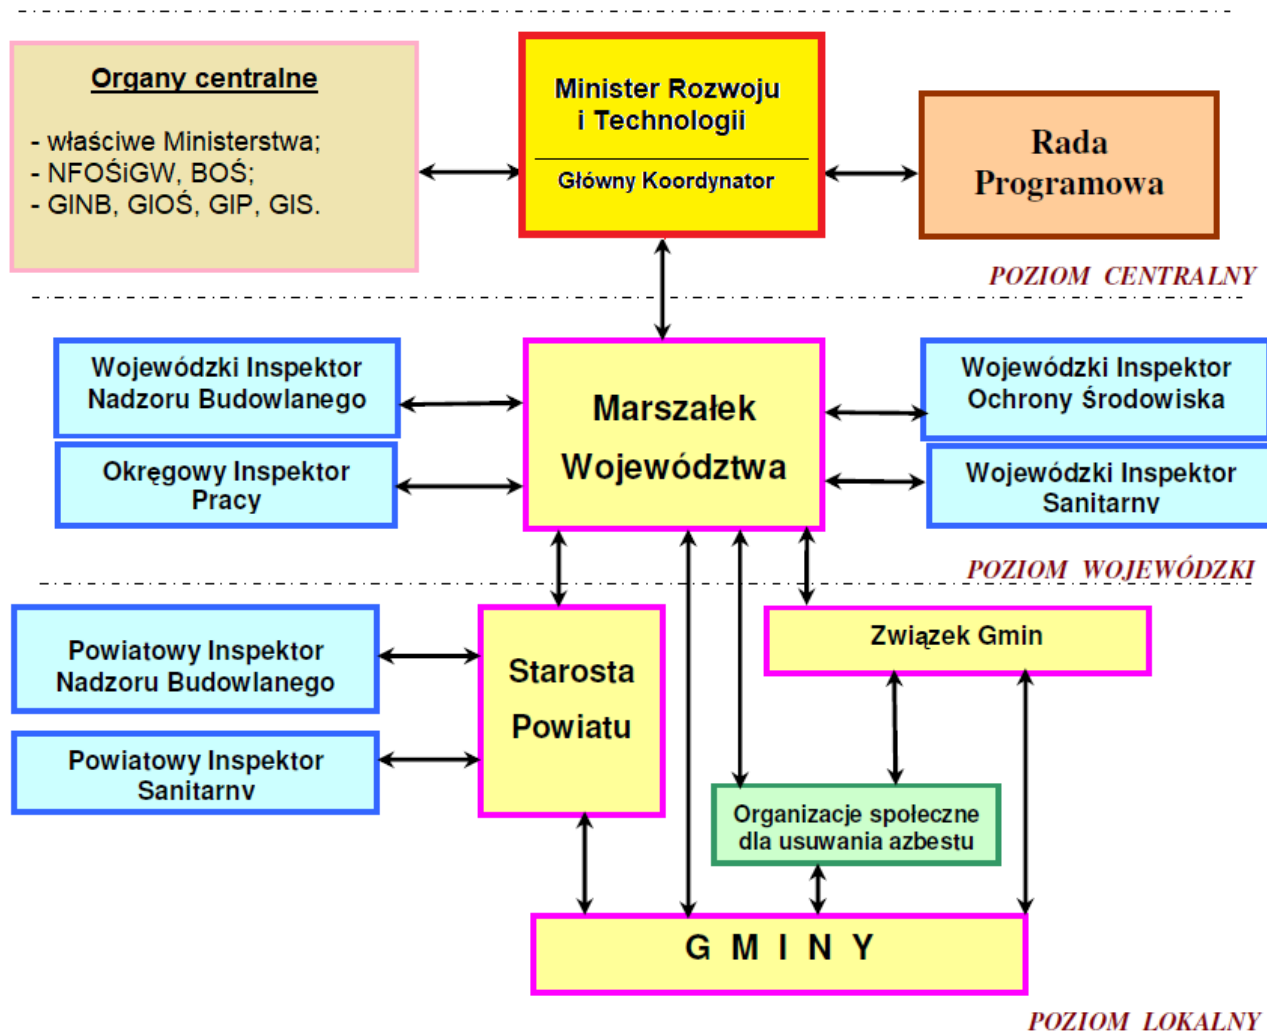 Organy centralne
- właściwe Ministerstwa;
- NFOŚiGW, BOŚ;
- GINB, GIOŚ, GIP, GIS.
Minister Rozwoju
i Technologii
Główny Koordynator
Rada
Programowa
POZIOM CENTRALNY
Wojewódzki Inspektor
Nadzoru Budowlanego
Okręgowy Inspektor
Pracy
Marszałek
Województwa
Wojewódzki Inspektor
Ochrony Środowiska
Wojewódzki Inspektor
Sanitarny
POZIOM WOJEWÓDZKI
Powiatowy Inspektor
Nadzoru Budowlanego
Powiatowy Inspektor
Sanitarny
Starosta
Powiatu
Związek Gmin
Organizacje społeczne
dla usuwania azbestu
G M I N Y
POZIOM LOKALNY